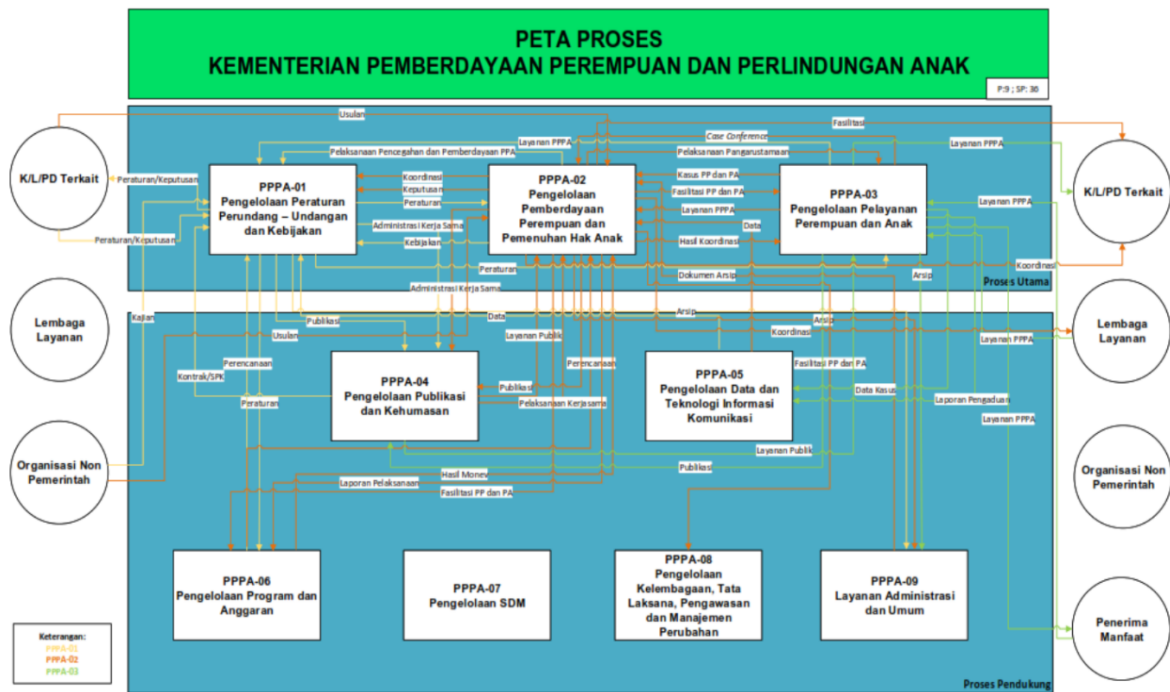 PETA PROSES
KEMENTERIAN PEMBERDAYAAN PEREMPUAN DAN PERLINDUNGAN ANAK
P:9 ; SP: 36
Usulan
Fasilitasi
Case Conference
Layanan PPPA
Layanan PPPA
Pelaksanaan Pencegahan dan Pemberdayaan PPA
Pelaksanaan Pangarustamaan
K/L/PD Terkait
Peraturan/Keputusan
Peraturan/Keputusan
PPPA-01
Pengelolaan Peraturan
Perundang – Undangan
dan Kebijakan
Koordinasi
Keputusan
Peraturan
Administrasi Kerja Sama
Kebijakan
PPPA-02
Pengelolaan
Pemberdayaan
Perempuan dan
Pemenuhan Hak Anak
Kasus PP dan PA
Fasilitasi PP dan PA
Layanan PPPA
Data
Hasil Koordinasi
PPPA-03
Pengelolaan Pelayanan
Perempuan dan Anak
Layanan PPPA
K/L/PD Terkait
Peraturan
Dokumen Arsip
Arsip
Koordinasi
Proses Utama
Administrasi Kerja Sama
Lembaga
Layanan
Kajian
Publikasi
Data
Arsip
Arsip
Usulan
Layanan Publik
Koordinasi
Layanan PPPA
Lembaga
Layanan
Perencanaan
Perencanaan
Fasilitasi PP dan PA
Kontrak/SPK
PPPA-04
Pengelolaan Publikasi
dan Kehumasan
Publikasi
Pelaksanaan Kerjasama
PPPA-05
Pengelolaan Data dan
Teknologi Informasi
Komunikasi
Data Kasus
Laporan Pengaduan
Peraturan
Layanan PPPA
Organisasi Non
Pemerintah
Layanan Publik
Publikasi
Hasil Monev
Laporan Pelaksanaan
Fasilitasi PP dan PA
Organisasi Non
Pemerintah
PPPA-06
Pengelolaan Program dan
Anggaran
PPPA-07
Pengelolaan SDM
PPPA-08
Pengelolaan
Kelembagaan, Tata
Laksana, Pengawasan
dan Manajemen
Perubahan
PPPA-09
Layanan Administrasi
dan Umum
Penerima
Manfaat
Keterangan:
PPPA-01
PPPA-02
PPPA-03
Proses Pendukung